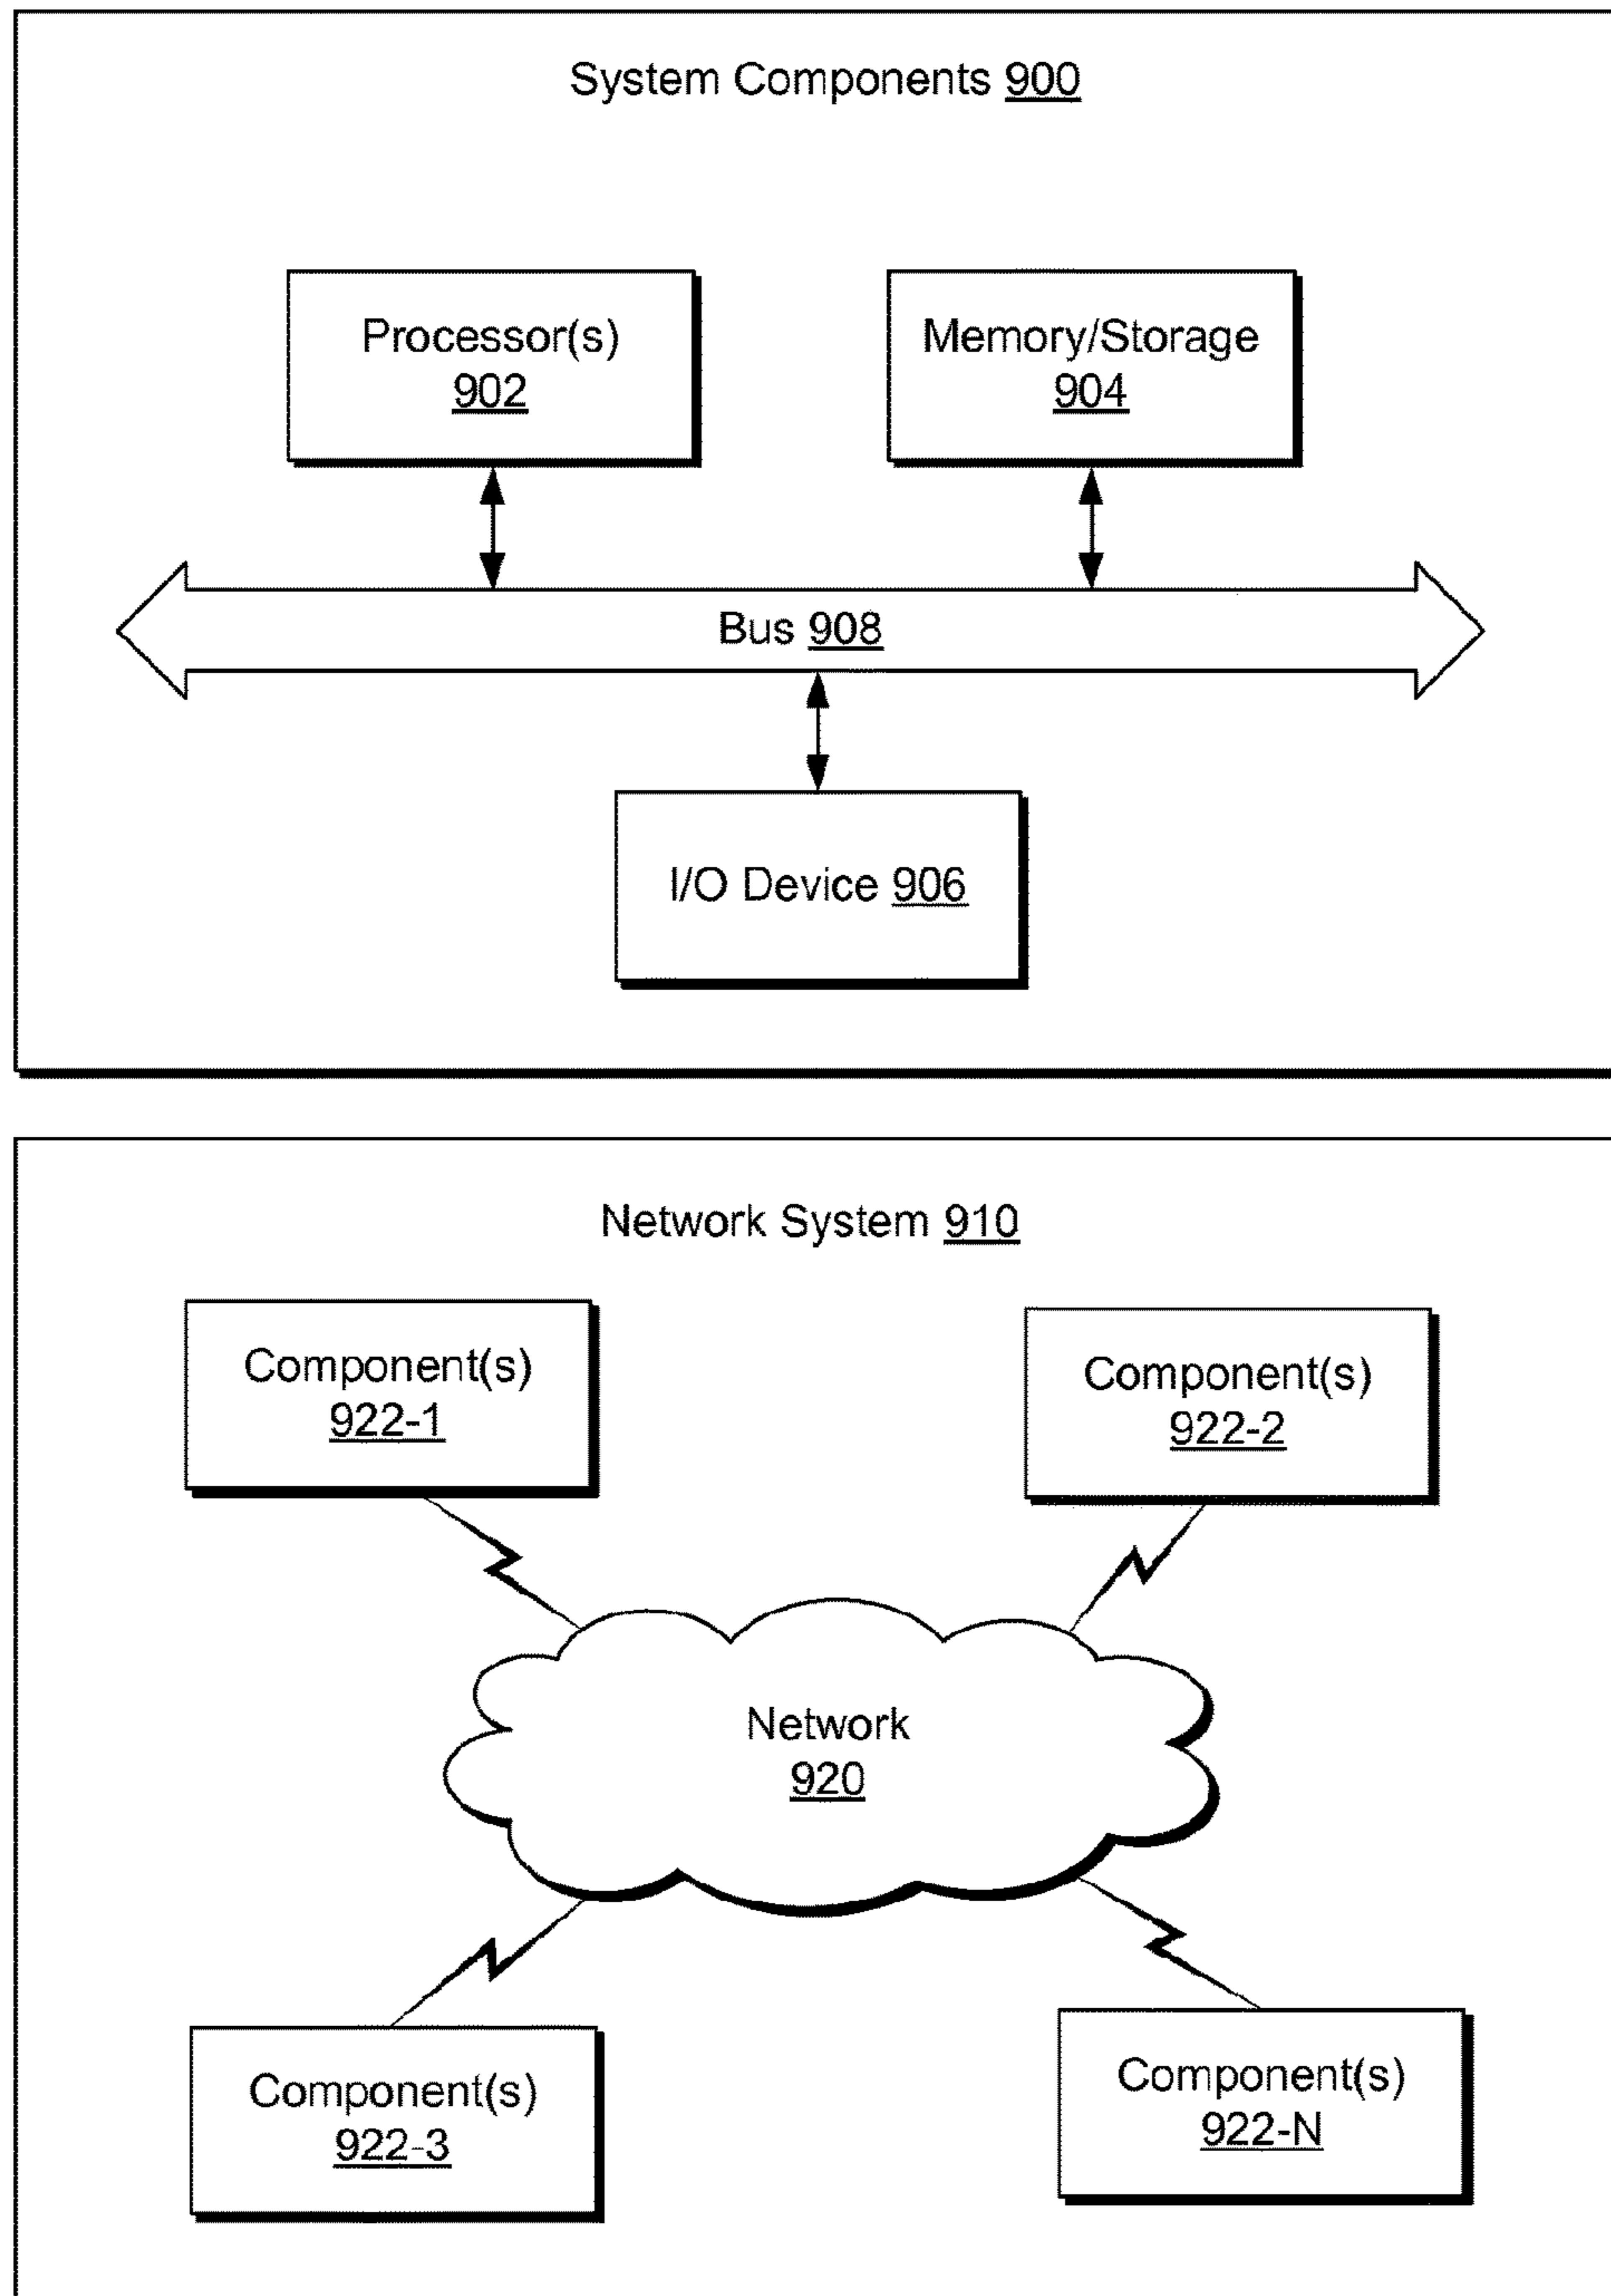 System Components 900
Processor(s)
902
Memory/Storage
904
Bus 908
I/O Device 906
Network System 910
Component(s)
922-1
Component(s)
922-2
Network
920
Component(s)
922-3
Component(s)
922-N